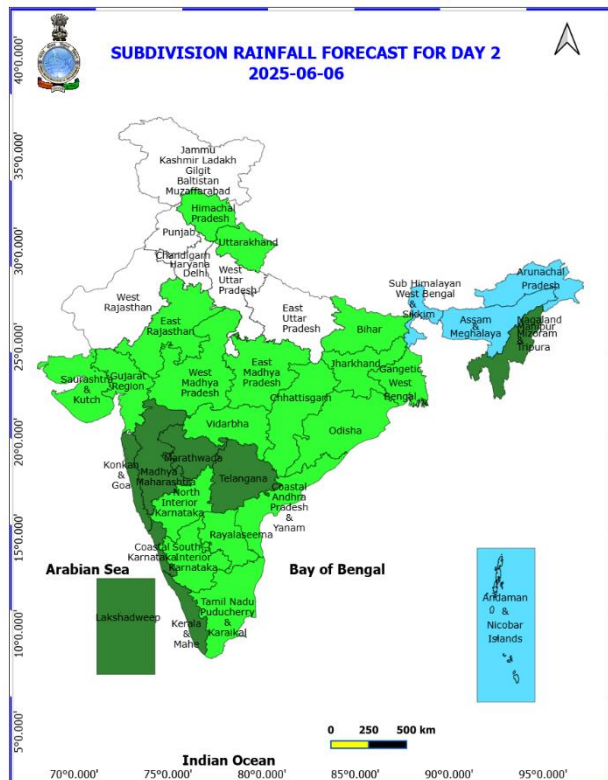 SUBDIVISION RAINFALL FORECAST FOR DAY 2
2025-06-06
40°0.000'
35°0.000'
30°0.000'
25°0.000'
20°0.000'
15°0.000'
10°0.000'
5°0.000'
Jammu
Kashmir Ladakh
Gilgit
Baltistan
Muzaffarabad
Himachal
Pradesh
Punjab
Uttarakhand
Chandigarh
Haryana
Delhi
West
Uttar
Pradesh
West
Rajasthan
East
Uttar
Pradesh
Sub Himalayan
West Bengal
&
Sikkim
Arunachal
Pradesh
Assam
&
Meghalaya
Nagaland
Manipur
Mizoram
&
Tripura
East
Rajasthan
Bihar
Saurashtra
&
Kutch
Gujarat
Region
West
Madhya
Pradesh
East
Madhya
Pradesh
Jharkhand
Gangetic
West
Bengal
Chhattisgarh
Vidarbha
Odisha
Konkan
&
Goa
Marathwada
Madhya
Maharashtra
Telangana
North
Interior
Karnataka
Coastal
Andhra
Pradesh
&
Yanam
Rayalaseema
Coastal
Karnataka
South
Interior
Karnataka
Arabian Sea
Bay of Bengal
Lakshadweep
Kerala
&
Mahe
Tamil Nadu
Puducherry
&
Karaikal
Andaman
&
Nicobar
Islands
0 250 500 km
Indian Ocean
70°0.000' 75°0.000' 80°0.000' 85°0.000' 90°0.000' 95°0.000'